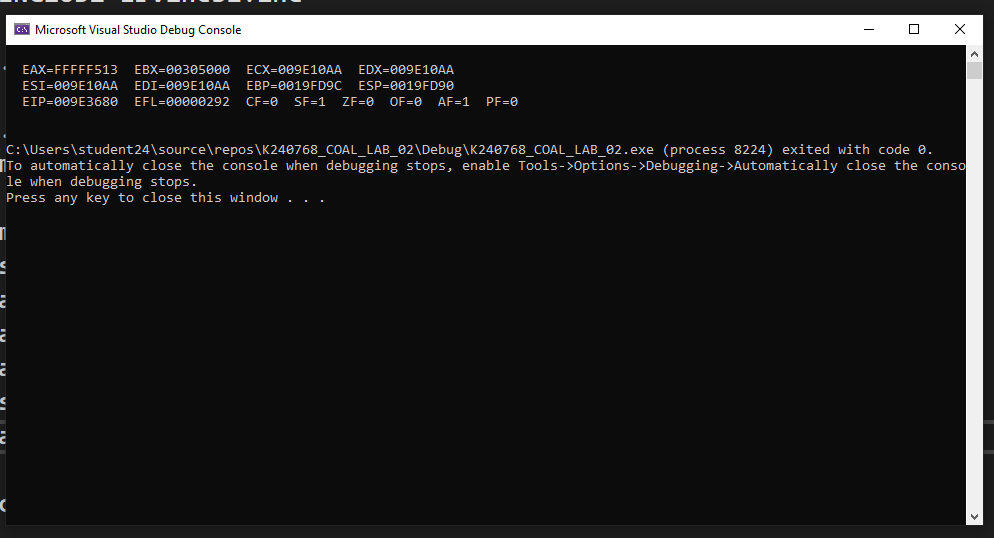 Microsoft Visual Studio Debug Console
EAX=FFFFF513 EBX=00305000 ECX=009E10AA EDX=009E10AA
ESI=009E10AA EDI=009E10AA EBP=0019FD9C ESP=0019FD90
EIP=009E3680 EFL=00000292 CF=0 SF=1 ZF=0 OF=0 AF=1 PF=0
C:\Users\student24\source\repos\K240768_COAL_LAB_02\Debug\K240768_COAL_LAB_02.exe (process 8224) exited with code 0.
To automatically close the console when debugging stops, enable Tools->Options->Debugging->Automatically close the conso
le when debugging stops.
Press any key to close this window . . .